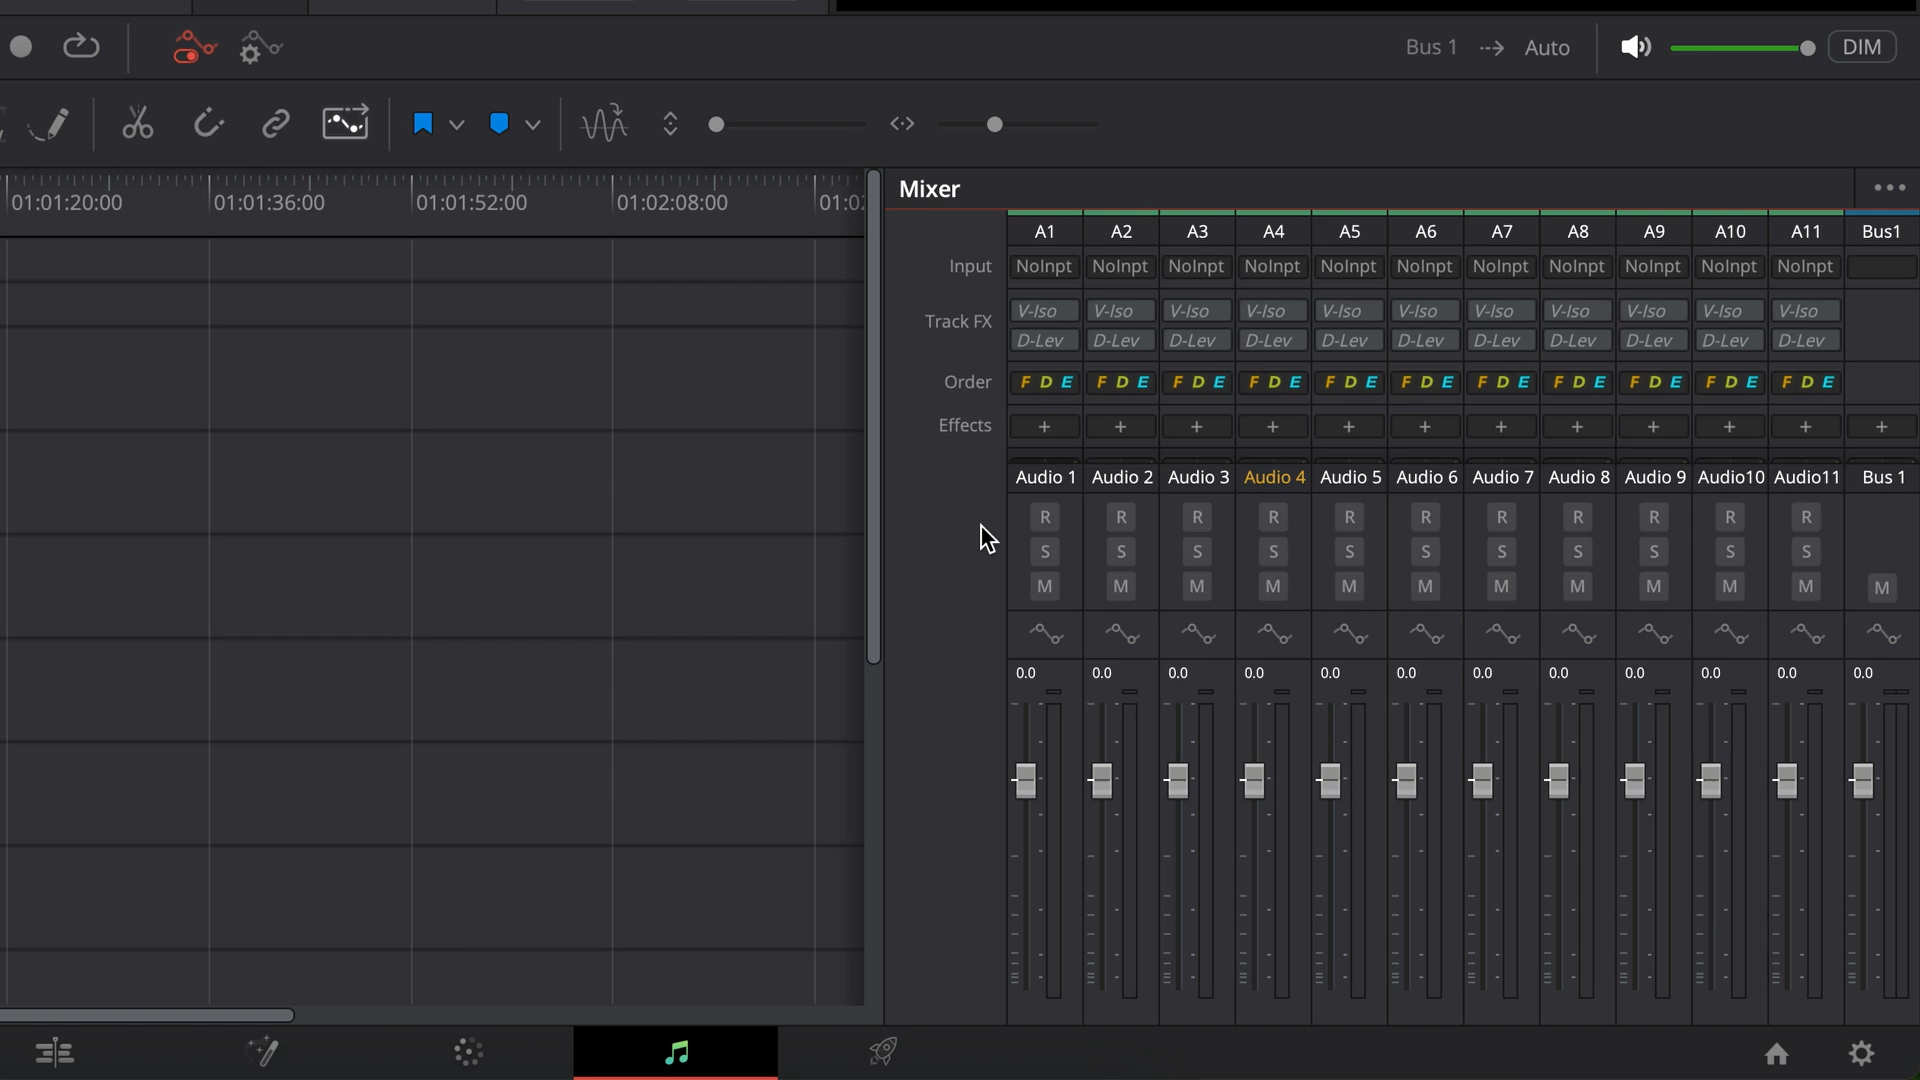 Bus 1 Auto DIM
01:01:20:00 01:01:36:00 01:01:52:00 01:02:08:00 01:02
Mixer
A1 A2 A3 A4 A5 A6 A7 A8 A9 A10 A11 Bus1
Input NoInpt NoInpt NoInpt NoInpt NoInpt NoInpt NoInpt NoInpt NoInpt NoInpt NoInpt
Track FX
V-Iso V-Iso V-Iso V-Iso V-Iso V-Iso V-Iso V-Iso V-Iso V-Iso V-Iso
D-Lev D-Lev D-Lev D-Lev D-Lev D-Lev D-Lev D-Lev D-Lev D-Lev D-Lev
Order F D E F D E F D E F D E F D E F D E F D E F D E F D E F D E F D E
Effects + + + + + + + + + + + +
Audio 1 Audio 2 Audio 3 Audio 4 Audio 5 Audio 6 Audio 7 Audio 8 Audio 9 Audio10 Audio11 Bus 1
R R R R R R R R R R R
S S S S S S S S S S S
M M M M M M M M M M M M
0.0 0.0 0.0 0.0 0.0 0.0 0.0 0.0 0.0 0.0 0.0 0.0